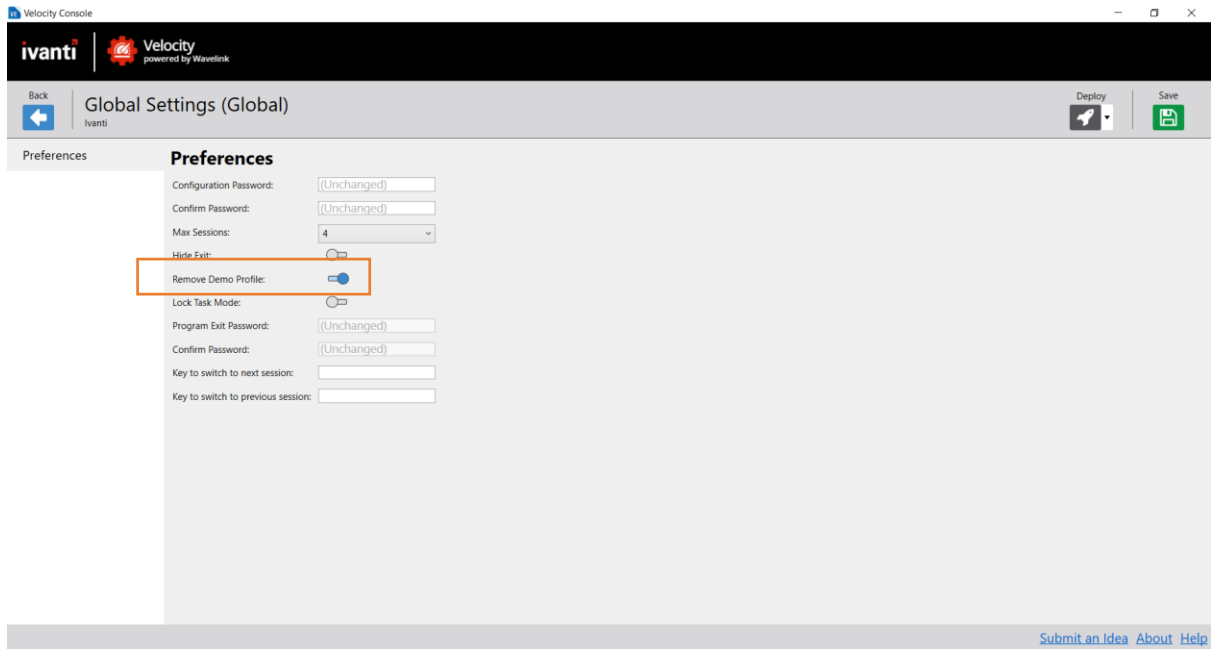 VE Velocity Console
ivanti
Velocity
powered by Wavelink
Back
Global Settings (Global)
Ivanti
Deploy
Save
Preferences
Preferences
Configuration Password: (Unchanged)
Confirm Password: (Unchanged)
Max Sessions: 4
Hide Exit:
Remove Demo Profile:
Lock Task Mode:
Program Exit Password: (Unchanged)
Confirm Password: (Unchanged)
Key to switch to next session:
Key to switch to previous session:
Submit an Idea About Help